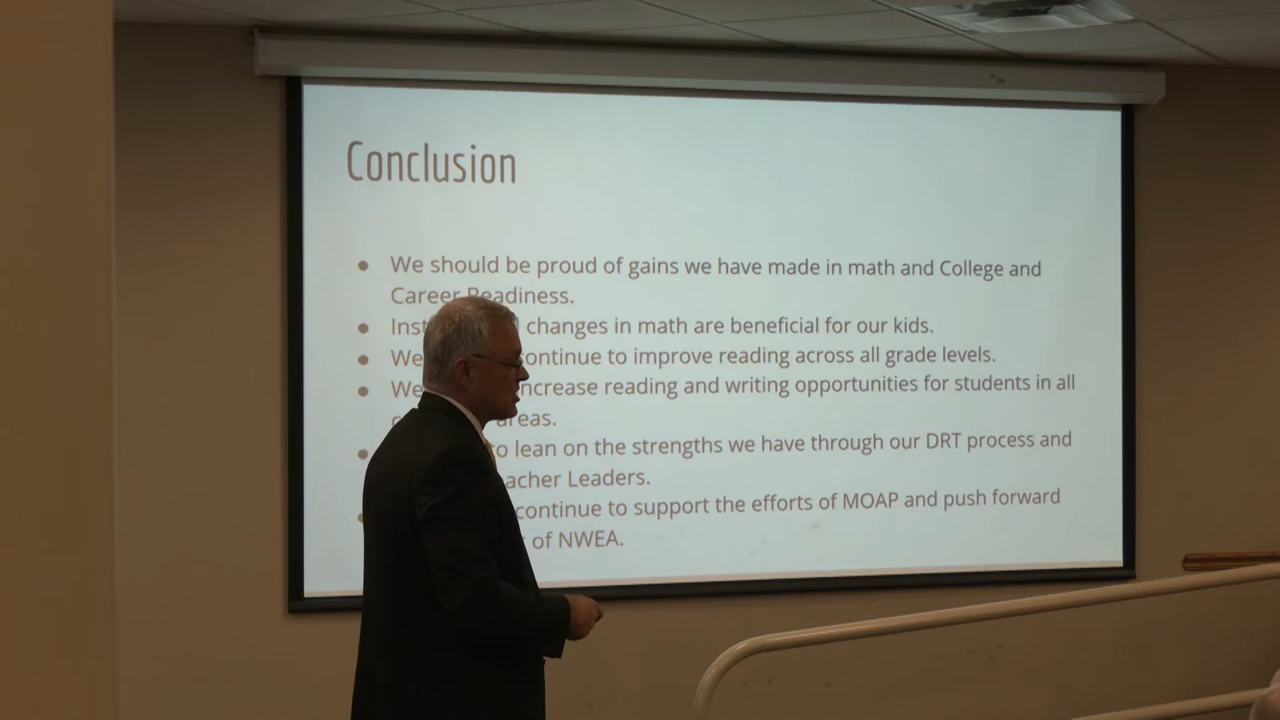 Conclusion
We should be proud of gains we have made in math and College and
Career Readiness.
changes in math are beneficial for our kids.
We continue to improve reading across all grade levels.
We increase reading and writing opportunities for students in all
areas.
to lean on the strengths we have through our DRT process and
Leaders.
continue to support the efforts of MOAP and push forward
of NWEA.